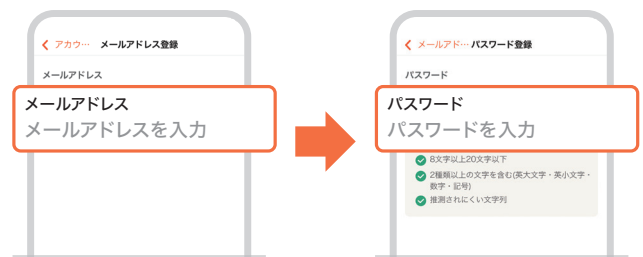 アカウ… メールアドレス登録
メールアドレス
メールアドレス
メールアドレスを入力
メールアド… パスワード登録
パスワード
パスワード
パスワードを入力
8文字以上20文字以下
2種類以上の文字を含む(英大文字・英小文字・
数字・記号)
推測されにくい文字列